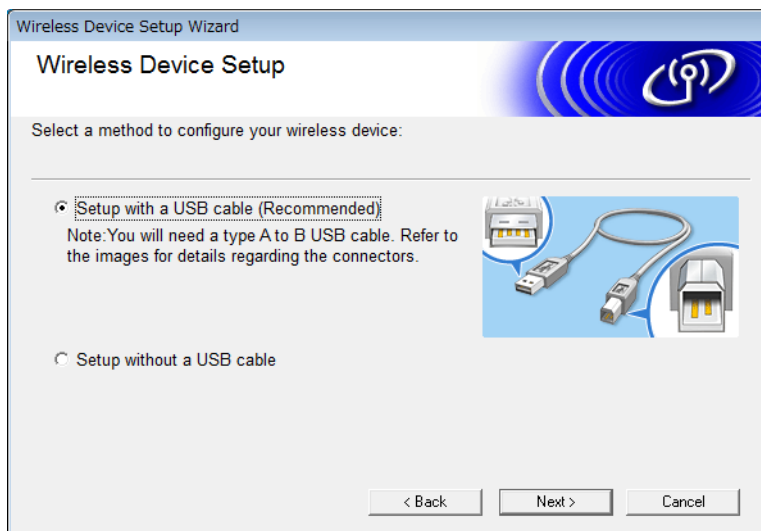 Wireless Device Setup Wizard
Wireless Device Setup
Select a method to configure your wireless device:
Setup with a USB cable (Recommended)
Note:You will need a type A to B USB cable. Refer to
the images for details regarding the connectors.
Setup without a USB cable
< Back
Next >
Cancel